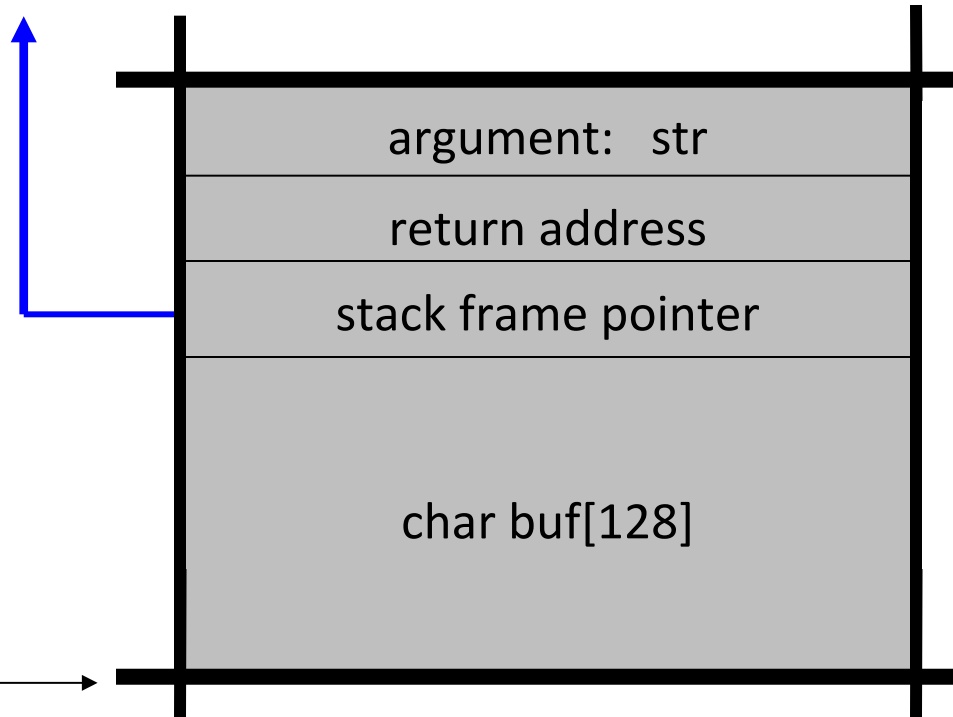 argument: str
return address
stack frame pointer
char buf[128]